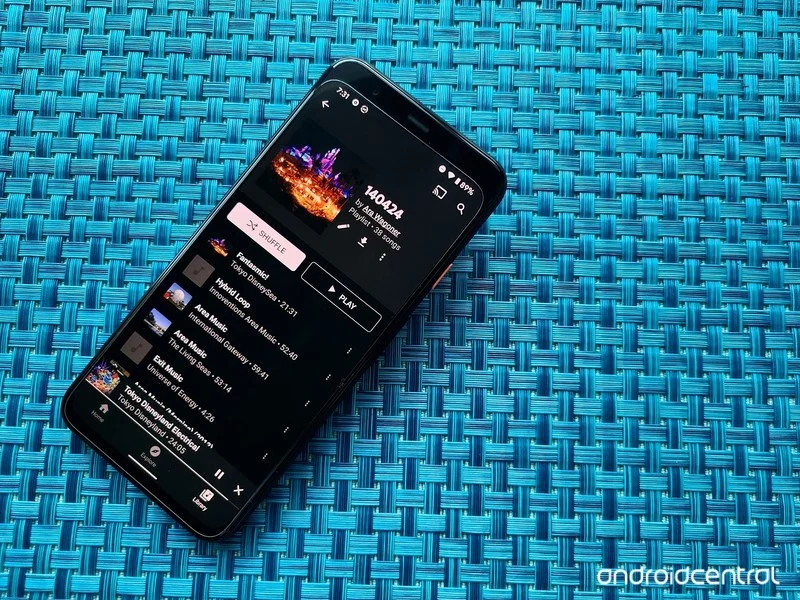 7:31
89%
140424
by Ara Wagoner
Playlist • 38 songs
SHUFFLE
PLAY
Fantasmic!
Tokyo DisneySea • 21:31
Hybrid Loop
Innoventions Area Music • 52:40
Area Music
International Gateway • 59:41
Area Music
The Living Seas • 53:14
Exit Music
Universe of Energy • 4:26
Tokyo Disneyland Electrical
Tokyo Disneyland • 24:05
Home
Explore
Library
androidcentral